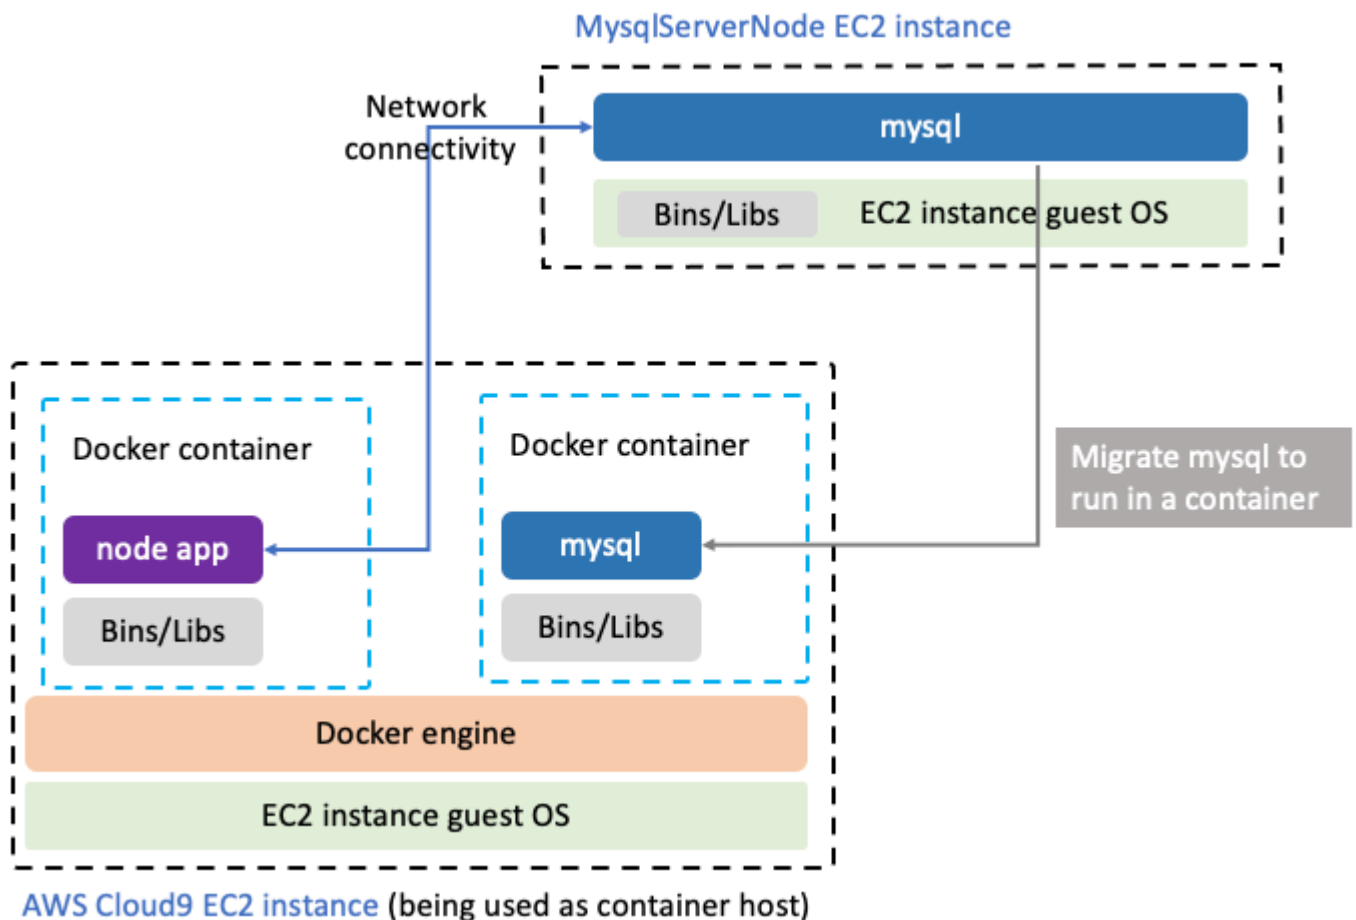 MysqlServerNode EC2 instance
Network
connectivity
mysql
Bins/Libs
EC2 instance guest OS
Docker container
node app
Bins/Libs
Docker container
mysql
Bins/Libs
Migrate mysql to
run in a container
Docker engine
EC2 instance guest OS
AWS Cloud9 EC2 instance (being used as container host)